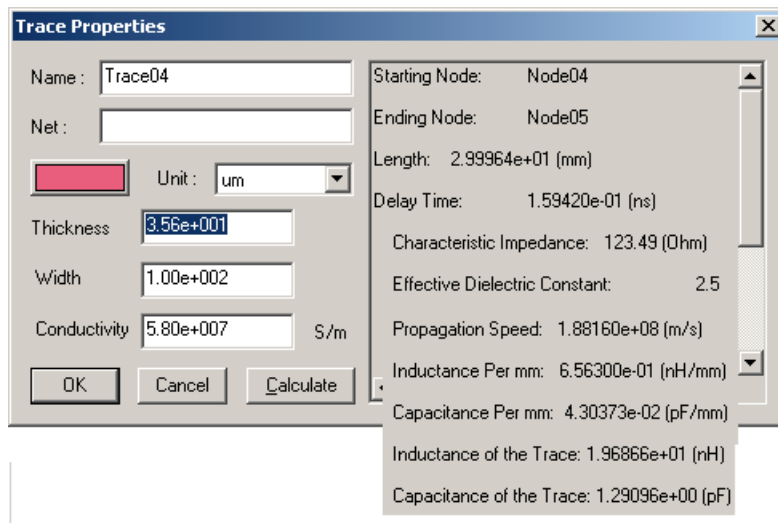 Trace Properties
Name : Trace04
Net :
Unit : um
Thickness 3.56e+001
Width 1.00e+002
Conductivity 5.80e+007 S/m
OK Cancel Calculate
Starting Node: Node04
Ending Node: Node05
Length: 2.99964e+01 (mm)
Delay Time: 1.59420e-01 (ns)
Characteristic Impedance: 123.49 (Ohm)
Effective Dielectric Constant: 2.5
Propagation Speed: 1.88160e+08 (m/s)
Inductance Per mm: 6.56300e-01 (nH/mm)
Capacitance Per mm: 4.30373e-02 (pF/mm)
Inductance of the Trace: 1.96866e+01 (nH)
Capacitance of the Trace: 1.29096e+00 (pF)